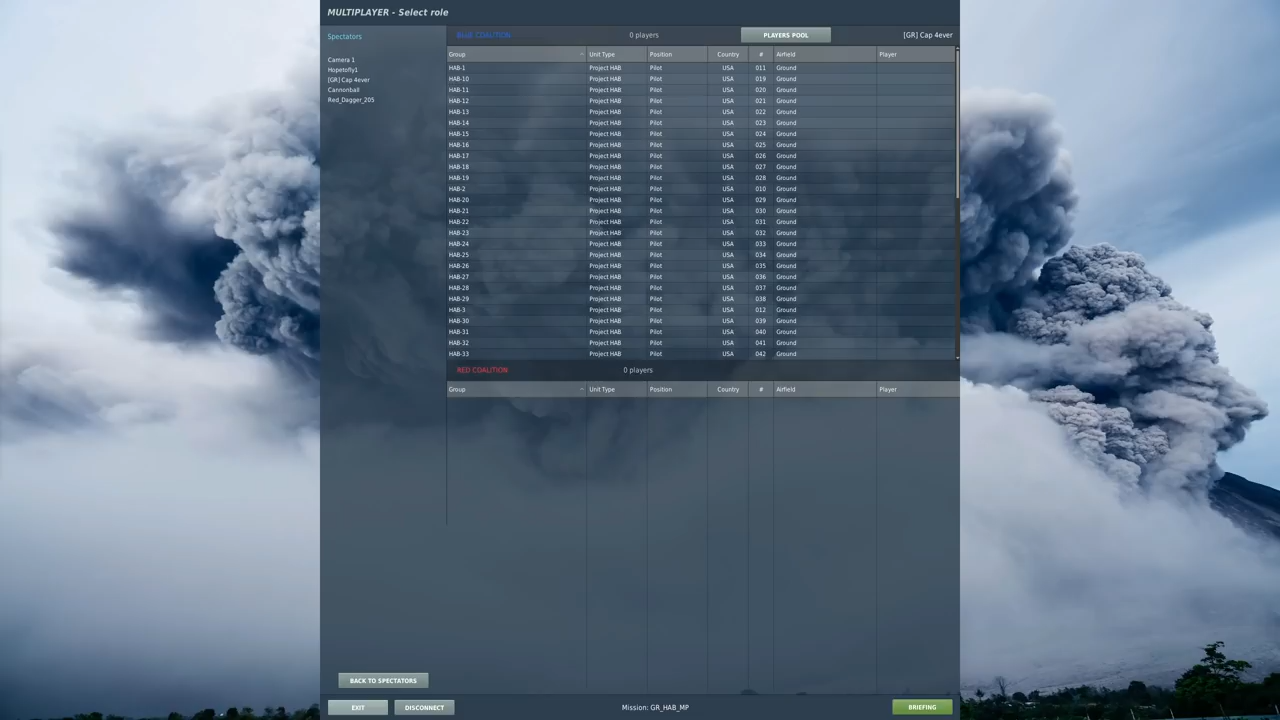 MULTIPLAYER - Select role
Spectators
Camera 1
Hopetofly1
[GR] Cap 4ever
Cannonball
Red_Dagger_205
BLUE COALITION 0 players PLAYERS POOL [GR] Cap 4ever
Group Unit Type Position Country # Airfield Player
HAB-1 Project HAB Pilot USA 011 Ground
HAB-10 Project HAB Pilot USA 019 Ground
HAB-11 Project HAB Pilot USA 020 Ground
HAB-12 Project HAB Pilot USA 021 Ground
HAB-13 Project HAB Pilot USA 022 Ground
HAB-14 Project HAB Pilot USA 023 Ground
HAB-15 Project HAB Pilot USA 024 Ground
HAB-16 Project HAB Pilot USA 025 Ground
HAB-17 Project HAB Pilot USA 026 Ground
HAB-18 Project HAB Pilot USA 027 Ground
HAB-19 Project HAB Pilot USA 028 Ground
HAB-2 Project HAB Pilot USA 010 Ground
HAB-20 Project HAB Pilot USA 029 Ground
HAB-21 Project HAB Pilot USA 030 Ground
HAB-22 Project HAB Pilot USA 031 Ground
HAB-23 Project HAB Pilot USA 032 Ground
HAB-24 Project HAB Pilot USA 033 Ground
HAB-25 Project HAB Pilot USA 034 Ground
HAB-26 Project HAB Pilot USA 035 Ground
HAB-27 Project HAB Pilot USA 036 Ground
HAB-28 Project HAB Pilot USA 037 Ground
HAB-29 Project HAB Pilot USA 038 Ground
HAB-3 Project HAB Pilot USA 012 Ground
HAB-30 Project HAB Pilot USA 039 Ground
HAB-31 Project HAB Pilot USA 040 Ground
HAB-32 Project HAB Pilot USA 041 Ground
HAB-33 Project HAB Pilot USA 042 Ground
RED COALITION 0 players
Group Unit Type Position Country # Airfield Player
BACK TO SPECTATORS
EXIT DISCONNECT Mission: GR_HAB_MP BRIEFING